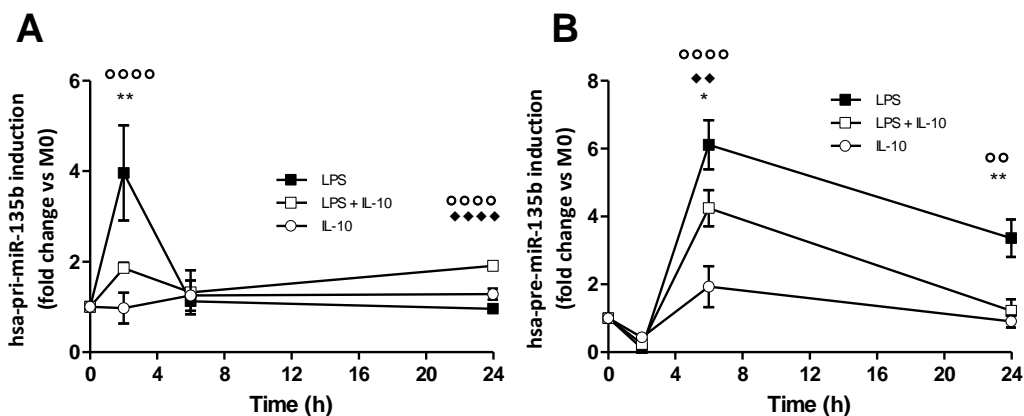 A
hsa-pri-miR-135b induction
(fold change vs M0)
6
4
2
0
**
LPS
LPS + IL-10
IL-10
0 4 8 12 16 20 24
Time (h)
B
hsa-pre-miR-135b induction
(fold change vs M0)
8
6
4
2
0
*
LPS
LPS + IL-10
IL-10
**
0 4 8 12 16 20 24
Time (h)